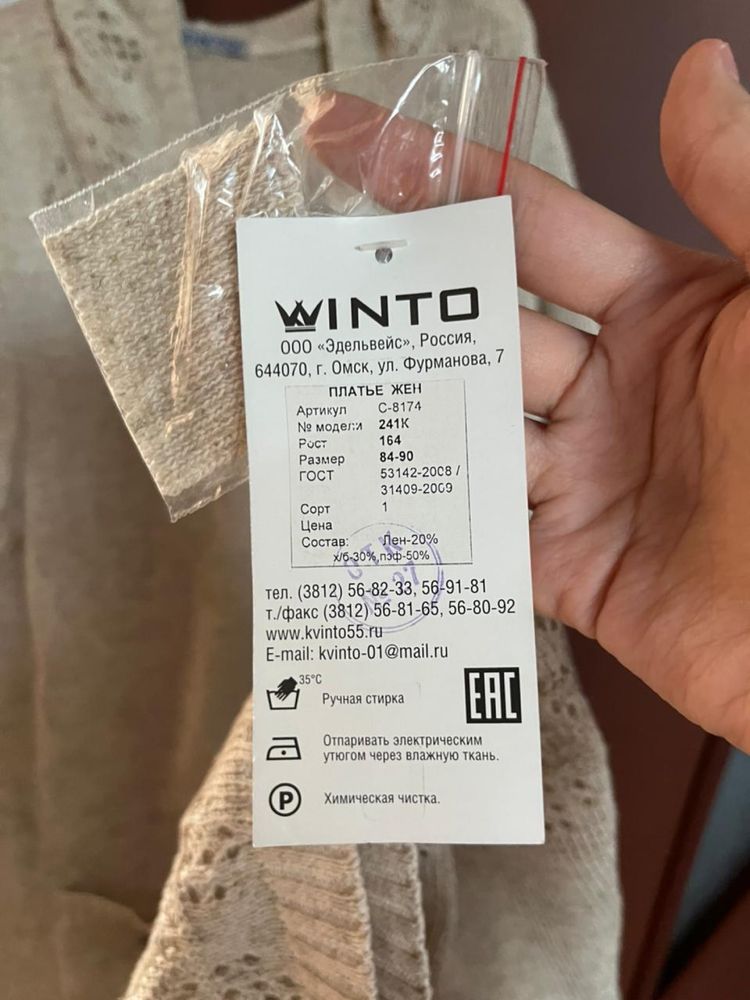 WINTO
ООО «Эдельвейс», Россия,
644070, г. Омск, ул. Фурманова, 7
ПЛАТЬЕ ЖЕН
Артикул С-8174
№ модели 241К
Рост 164
Размер 84-90
ГОСТ 53142-2008 /
31409-2009
Сорт 1
Цена
Состав: Лен-20%
х/б-30%,пэф-50%
ОТК
тел. (3812) 56-82-33, 56-91-81
т./факс (3812) 56-81-65, 56-80-92
www.kvinto55.ru
E-mail: kvinto-01@mail.ru
35°C
Ручная стирка
EAC
Отпаривать электрическим
утюгом через влажную ткань.
P
Химическая чистка.